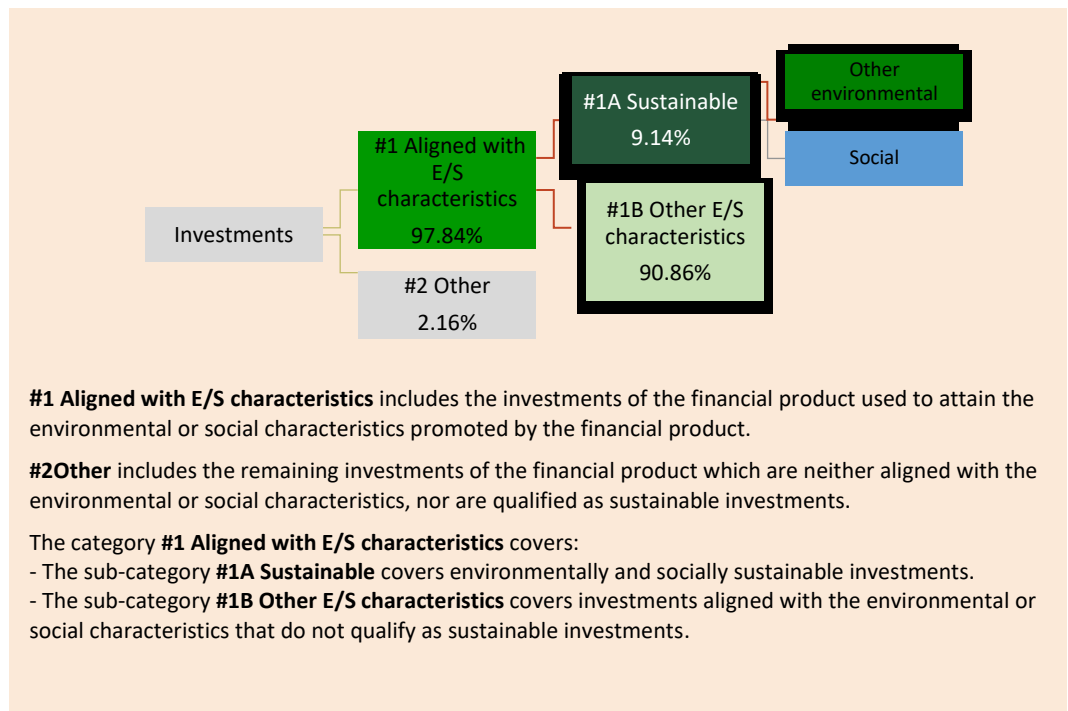 Investments
#1 Aligned with
E/S
characteristics
97.84%
#2 Other
2.16%
#1A Sustainable
9.14%
#1B Other E/S
characteristics
90.86%
Other
environmental
Social
#1 Aligned with E/S characteristics includes the investments of the financial product used to attain the
environmental or social characteristics promoted by the financial product.
#2Other includes the remaining investments of the financial product which are neither aligned with the
environmental or social characteristics, nor are qualified as sustainable investments.
The category #1 Aligned with E/S characteristics covers:
- The sub-category #1A Sustainable covers environmentally and socially sustainable investments.
- The sub-category #1B Other E/S characteristics covers investments aligned with the environmental or
social characteristics that do not qualify as sustainable investments.